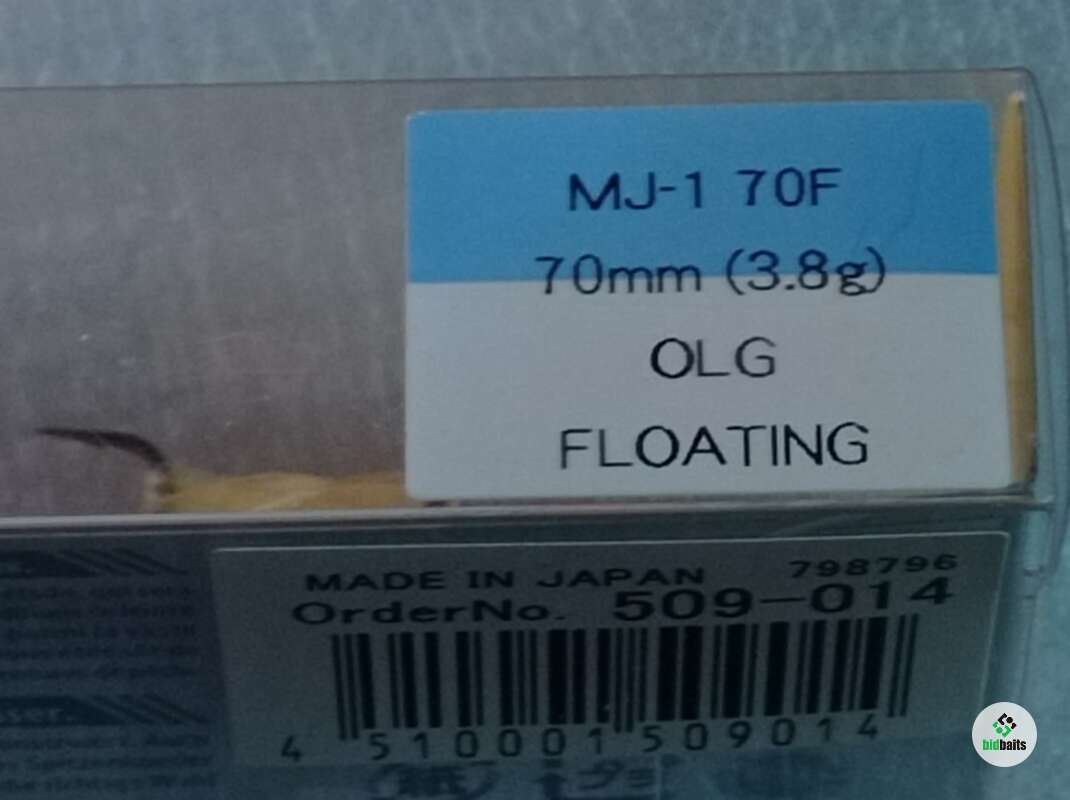 MJ-1 70F
70mm (3.8g)
OLG
FLOATING
MADE IN JAPAN 798796
OrderNo. 509-014
4 510001 509014
bidbaits